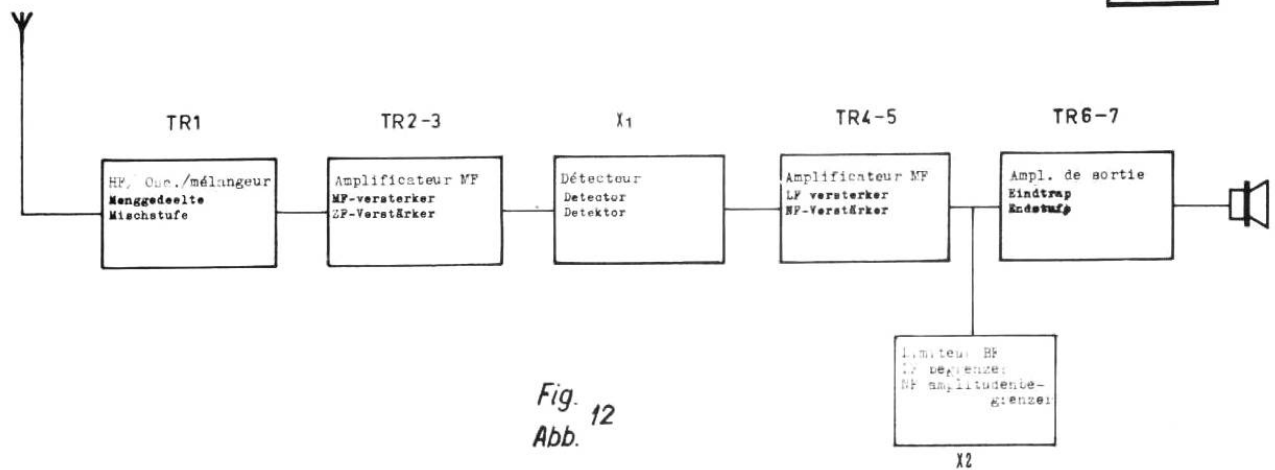 TR1
TR2-3
X1
TR4-5
TR6-7
HF, /mélangeur
Menggedeelte
Mischstufe
Amplificateur MF
MF-versterker
ZF-Verstärker
Détecteur
Detector
Detektor
Amplificateur MF
LF versterker
NF-Verstärker
Ampl. de sortie
Eindtrap
Endstufe
Limiteur BF
LF begrenzer
NF amplitudenbe-
grenzer
X2
Fig. 12
Abb.